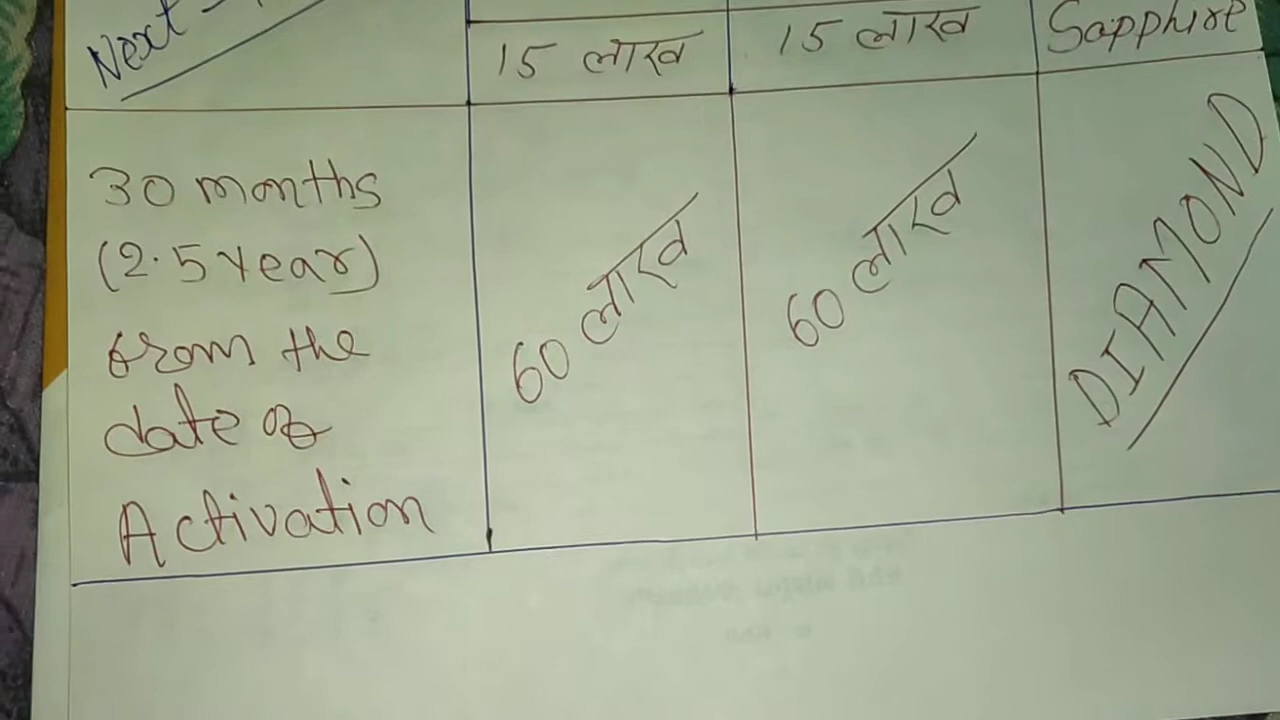 Next
15 लाख
15 लाख
Sapphire
30 months
(2.5 year)
from the
date of
Activation
60 लाख
60 लाख
DIAMOND